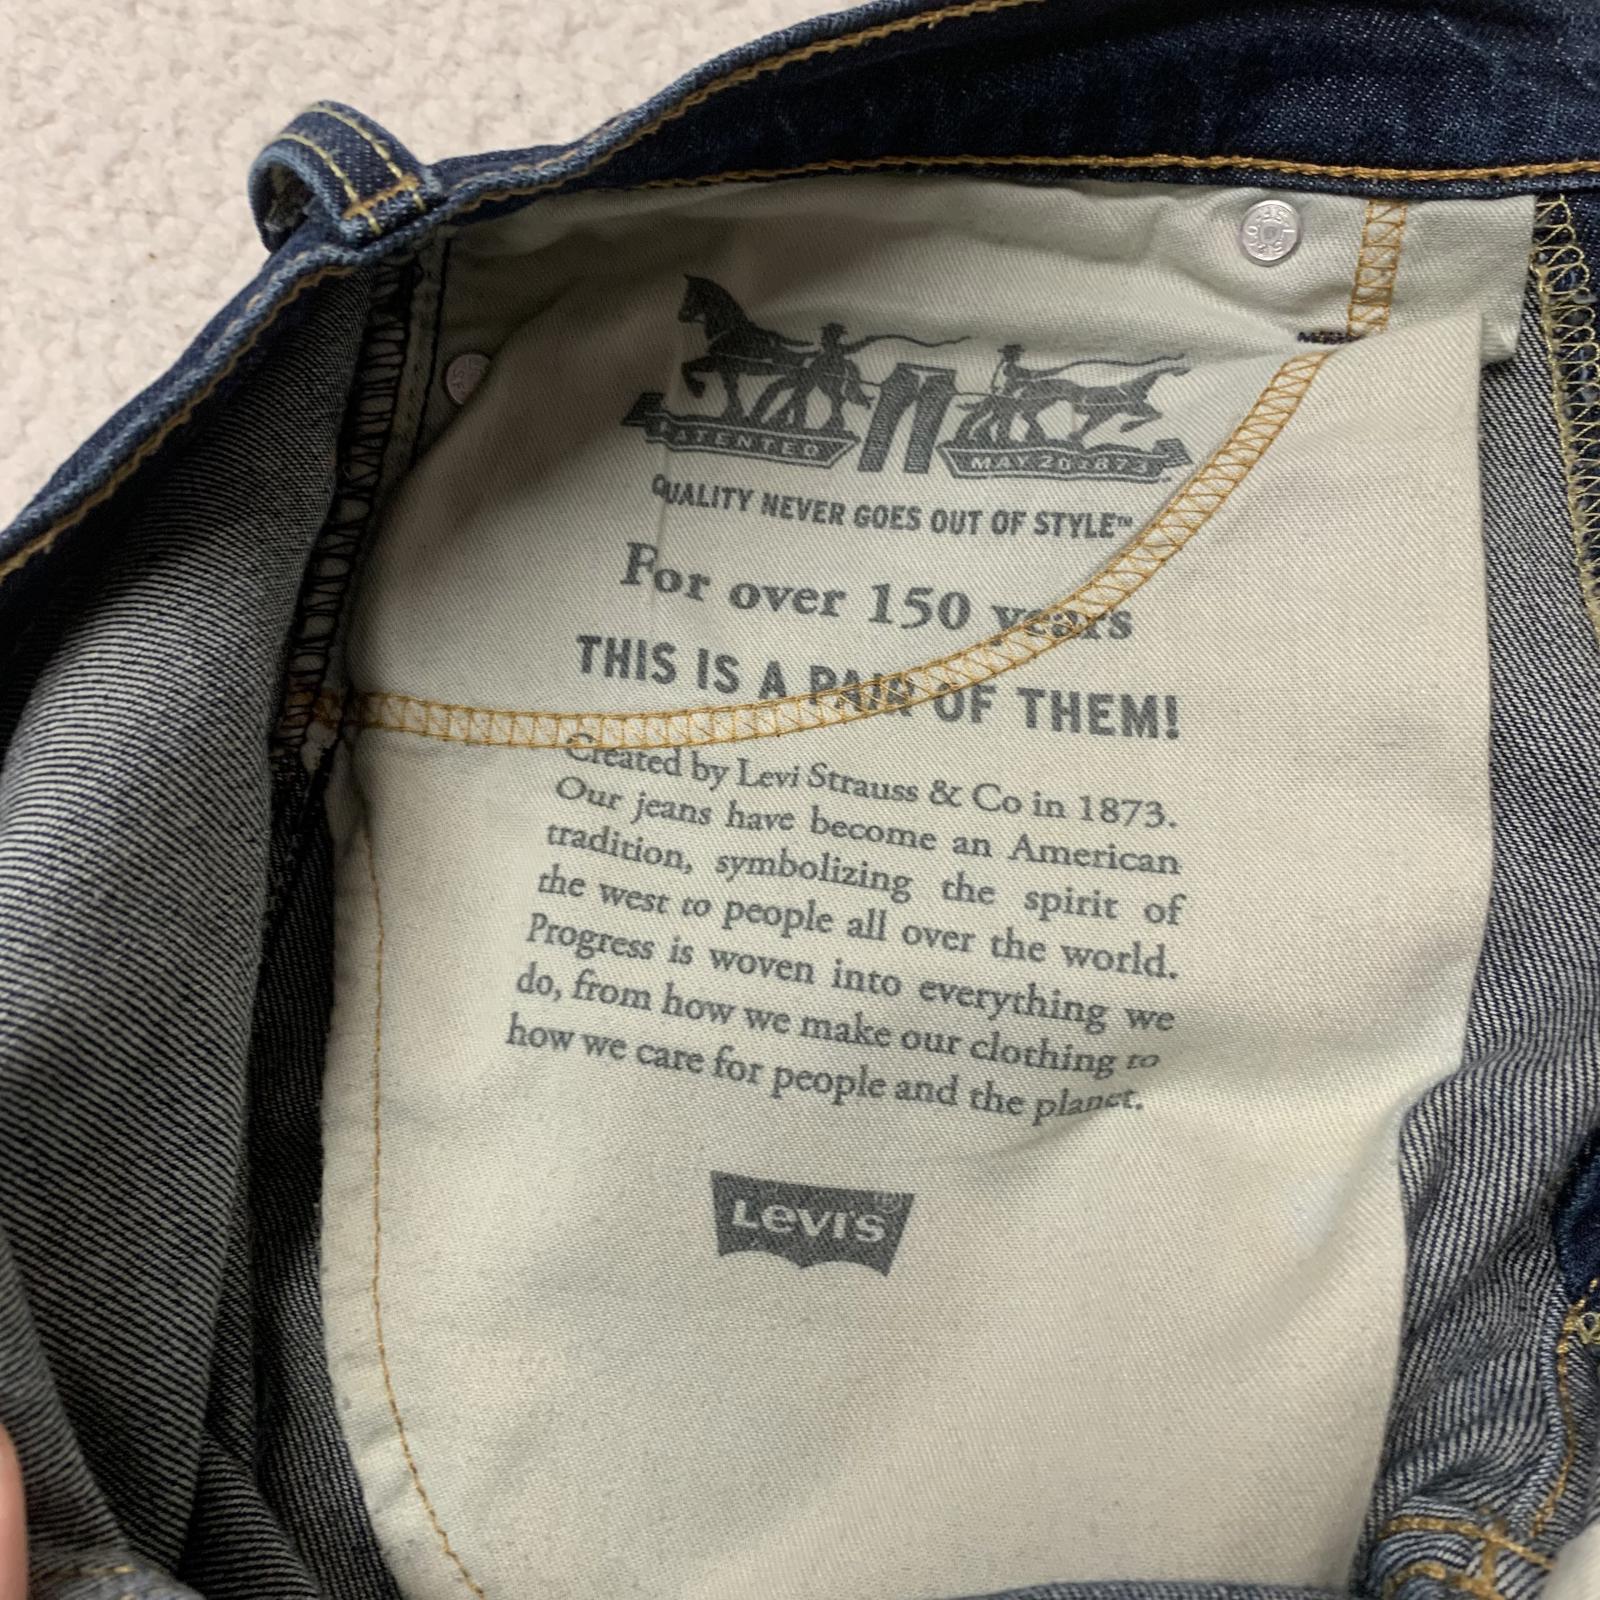 PATENTED
MAY 20 1873
QUALITY NEVER GOES OUT OF STYLE™
For over 150 years
THIS IS A PAIR OF THEM!
Created by Levi Strauss & Co in 1873.
Our jeans have become an American
tradition, symbolizing the spirit of
the west to people all over the world.
Progress is woven into everything we
do, from how we make our clothing to
how we care for people and the planet.
Levi's®